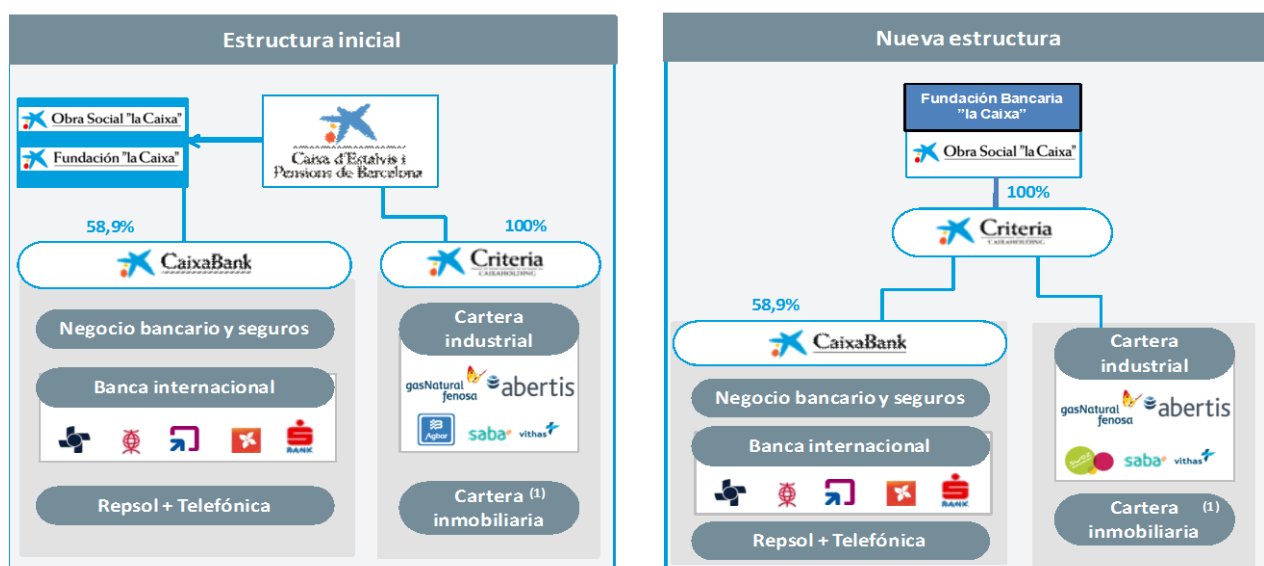 Estructura inicial
Obra Social "la Caixa"
Fundación "la Caixa"
Caixa d'Estalvis i
Pensions de Barcelona
58,9%
100%
CaixaBank
Criteria
CAIXAHOLDING
Negocio bancario y seguros
Banca internacional
S
BANK
Repsol + Telefónica
Cartera
industrial
gasNatural
fenosa
abertis
Agbar
saba
vithas
Cartera (1)
inmobiliaria
Nueva estructura
Fundación Bancaria
"la Caixa"
Obra Social "la Caixa"
100%
Criteria
CAIXAHOLDING
58,9%
CaixaBank
Negocio bancario y seguros
Banca internacional
S
BANK
Repsol + Telefónica
Cartera
industrial
gasNatural
fenosa
abertis
saba
vithas
Cartera (1)
inmobiliaria